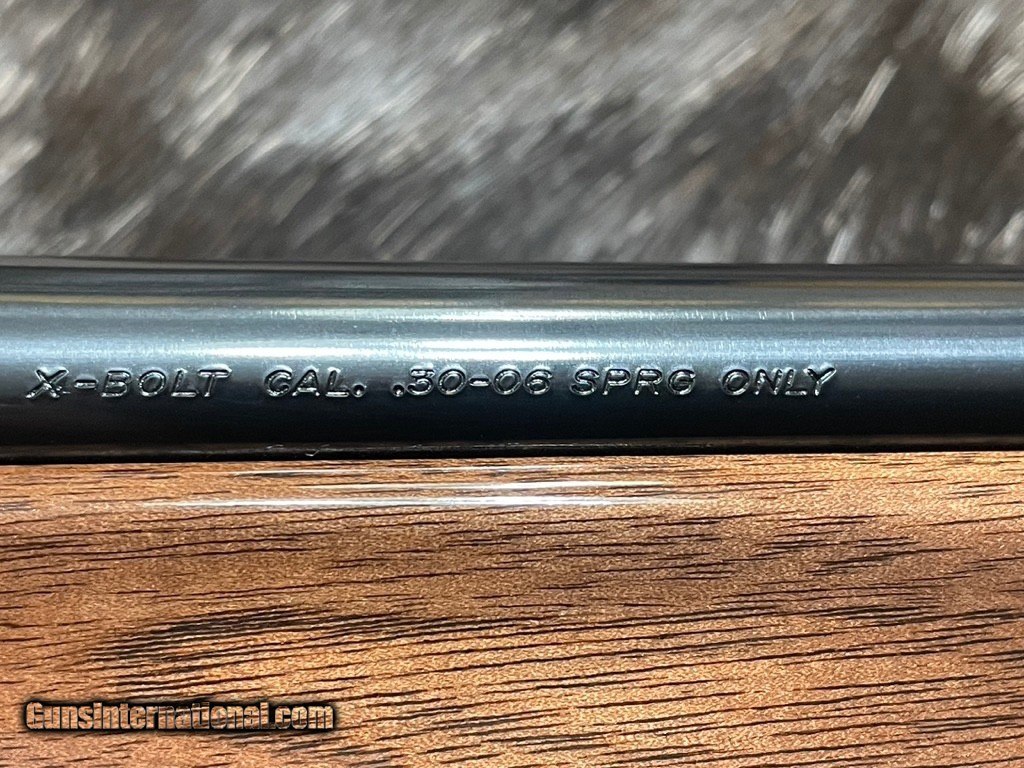 X-BOLT CAL. .30-06 SPRG ONLY
GunsInternational.com